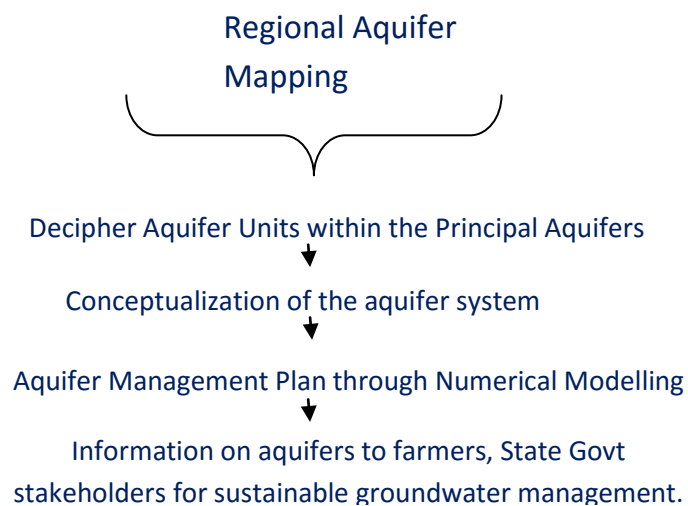 Regional Aquifer
Mapping
Decipher Aquifer Units within the Principal Aquifers
Conceptualization of the aquifer system
Aquifer Management Plan through Numerical Modelling
Information on aquifers to farmers, State Govt
stakeholders for sustainable groundwater management.